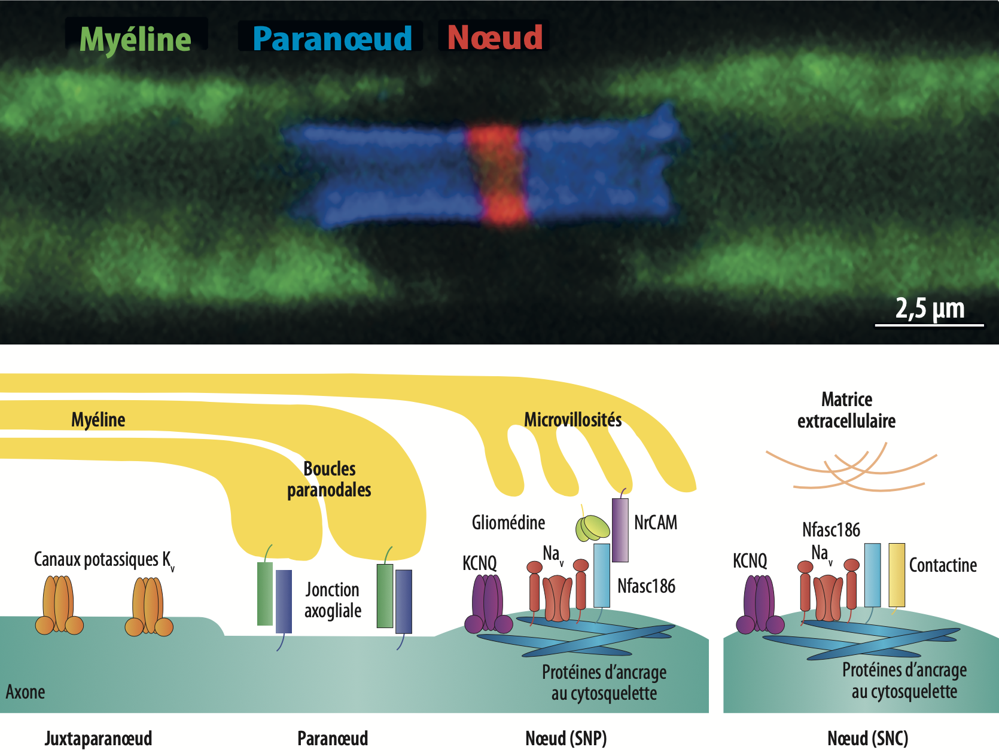 Myéline
Paranœud
Nœud
2,5 µm
Myéline
Microvillosités
Matrice
extracellulaire
Boucles
paranodales
Gliomédine
NrCAM
Nfasc186
Canaux potassiques Kv
Jonction
axogliale
KCNQ
Nav
Nfasc186
KCNQ
Nav
Contactine
Protéines d’ancrage
au cytosquelette
Protéines d’ancrage
au cytosquelette
Axone
Juxtaparanœud
Paranœud
Nœud (SNP)
Nœud (SNC)